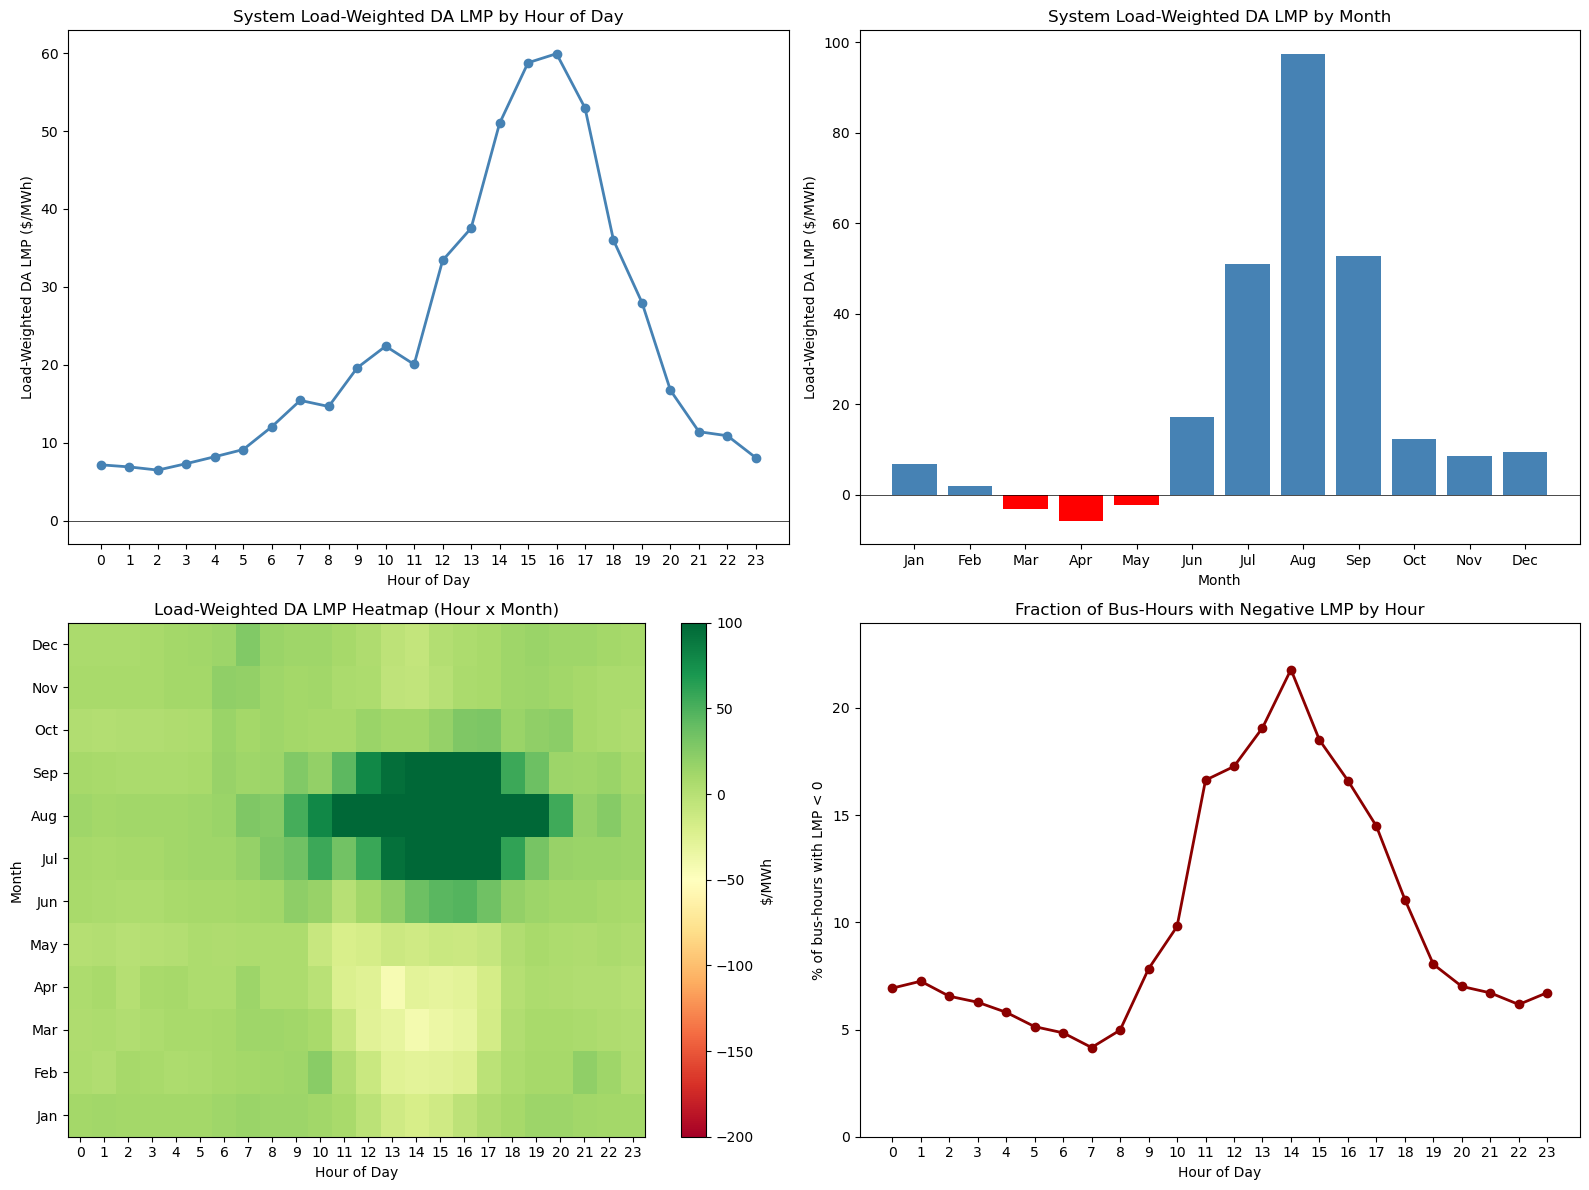 System Load-Weighted DA LMP by Hour of Day
Load-Weighted DA LMP ($/MWh)
60
50
40
30
20
10
0
0 1 2 3 4 5 6 7 8 9 10 11 12 13 14 15 16 17 18 19 20 21 22 23
Hour of Day
System Load-Weighted DA LMP by Month
Load-Weighted DA LMP ($/MWh)
100
80
60
40
20
0
Jan Feb Mar Apr May Jun Jul Aug Sep Oct Nov Dec
Month
Load-Weighted DA LMP Heatmap (Hour x Month)
Month
Dec
Nov
Oct
Sep
Aug
Jul
Jun
May
Apr
Mar
Feb
Jan
0 1 2 3 4 5 6 7 8 9 10 11 12 13 14 15 16 17 18 19 20 21 22 23
Hour of Day
100
50
0
−50
−100
−150
−200
$/MWh
Fraction of Bus-Hours with Negative LMP by Hour
% of bus-hours with LMP < 0
20
15
10
5
0
0 1 2 3 4 5 6 7 8 9 10 11 12 13 14 15 16 17 18 19 20 21 22 23
Hour of Day